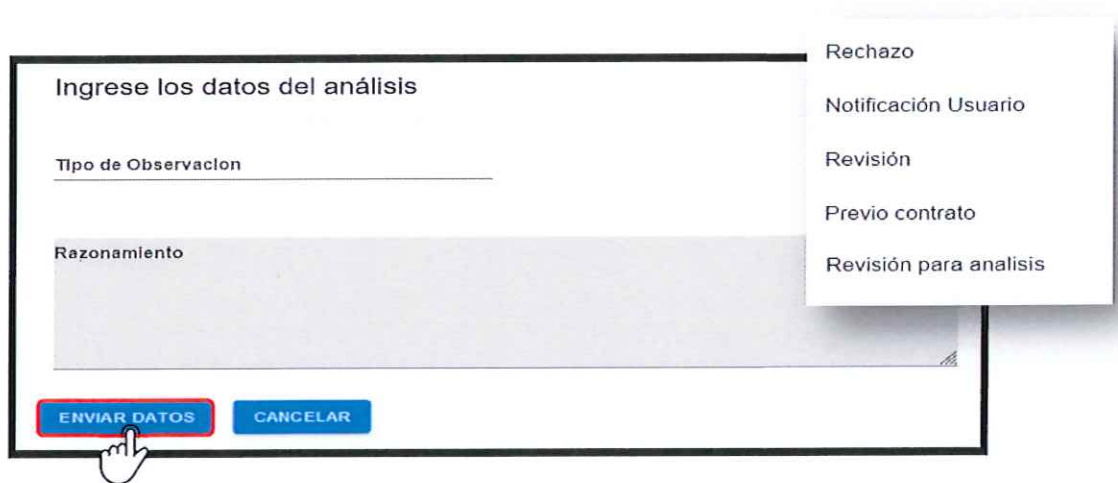 Ingrese los datos del análisis
Tipo de Observacion
Razonamiento
ENVIAR DATOS
CANCELAR
Rechazo
Notificación Usuario
Revisión
Previo contrato
Revisión para analisis